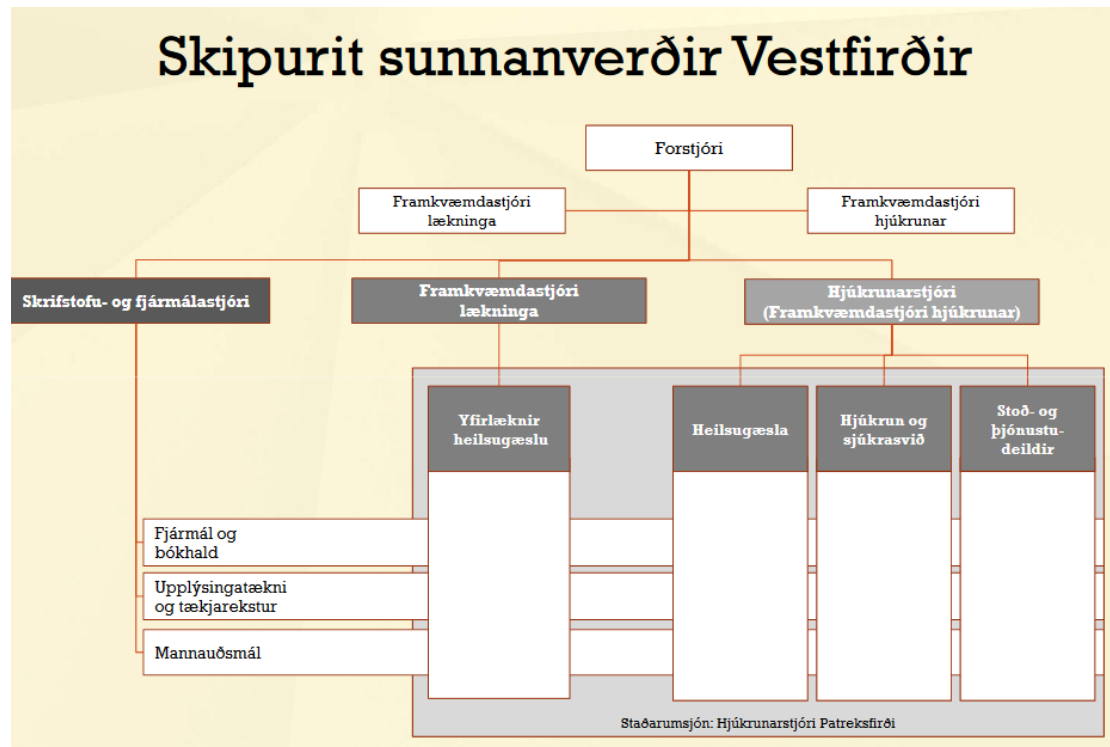 Skipurit sunnanverðir Vestfirðir
Forstjóri
Framkvæmdastjóri
lækninga
Framkvæmdastjóri
hjúkrunar
Skrifstofu- og fjármálastjóri
Framkvæmdastjóri
lækninga
Hjúkrunarstjóri
(Framkvæmdastjóri hjúkrunar)
Yfirlæknir
heilsugæslu
Heilsugæsla
Hjúkrun og
sjúkrasvið
Stoð- og
þjónustu-
deildir
Fjármál og
bókhald
Upplýsingatækni
og tækjarekstur
Mannauðsmál
Staðarumsjón: Hjúkrunarstjóri Patreksfirði